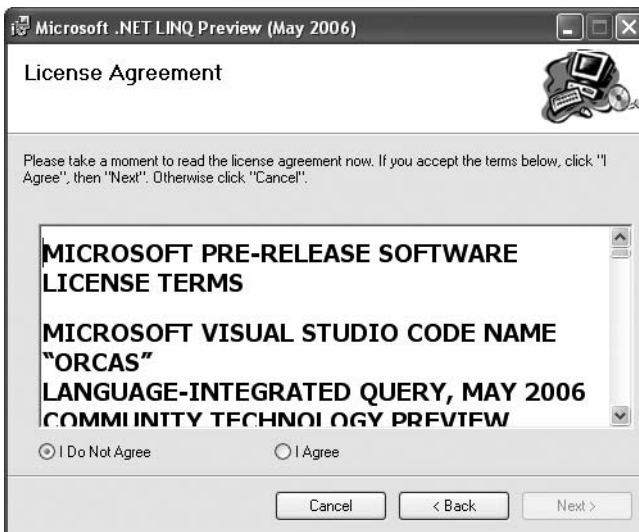 Microsoft .NET LINQ Preview (May 2006)
License Agreement
Please take a moment to read the license agreement now. If you accept the terms below, click "I
Agree", then "Next". Otherwise click "Cancel".
MICROSOFT PRE-RELEASE SOFTWARE
LICENSE TERMS
MICROSOFT VISUAL STUDIO CODE NAME
“ORCAS”
LANGUAGE-INTEGRATED QUERY, MAY 2006
COMMUNITY TECHNOLOGY PREVIEW
I Do Not Agree I Agree
Cancel < Back Next >